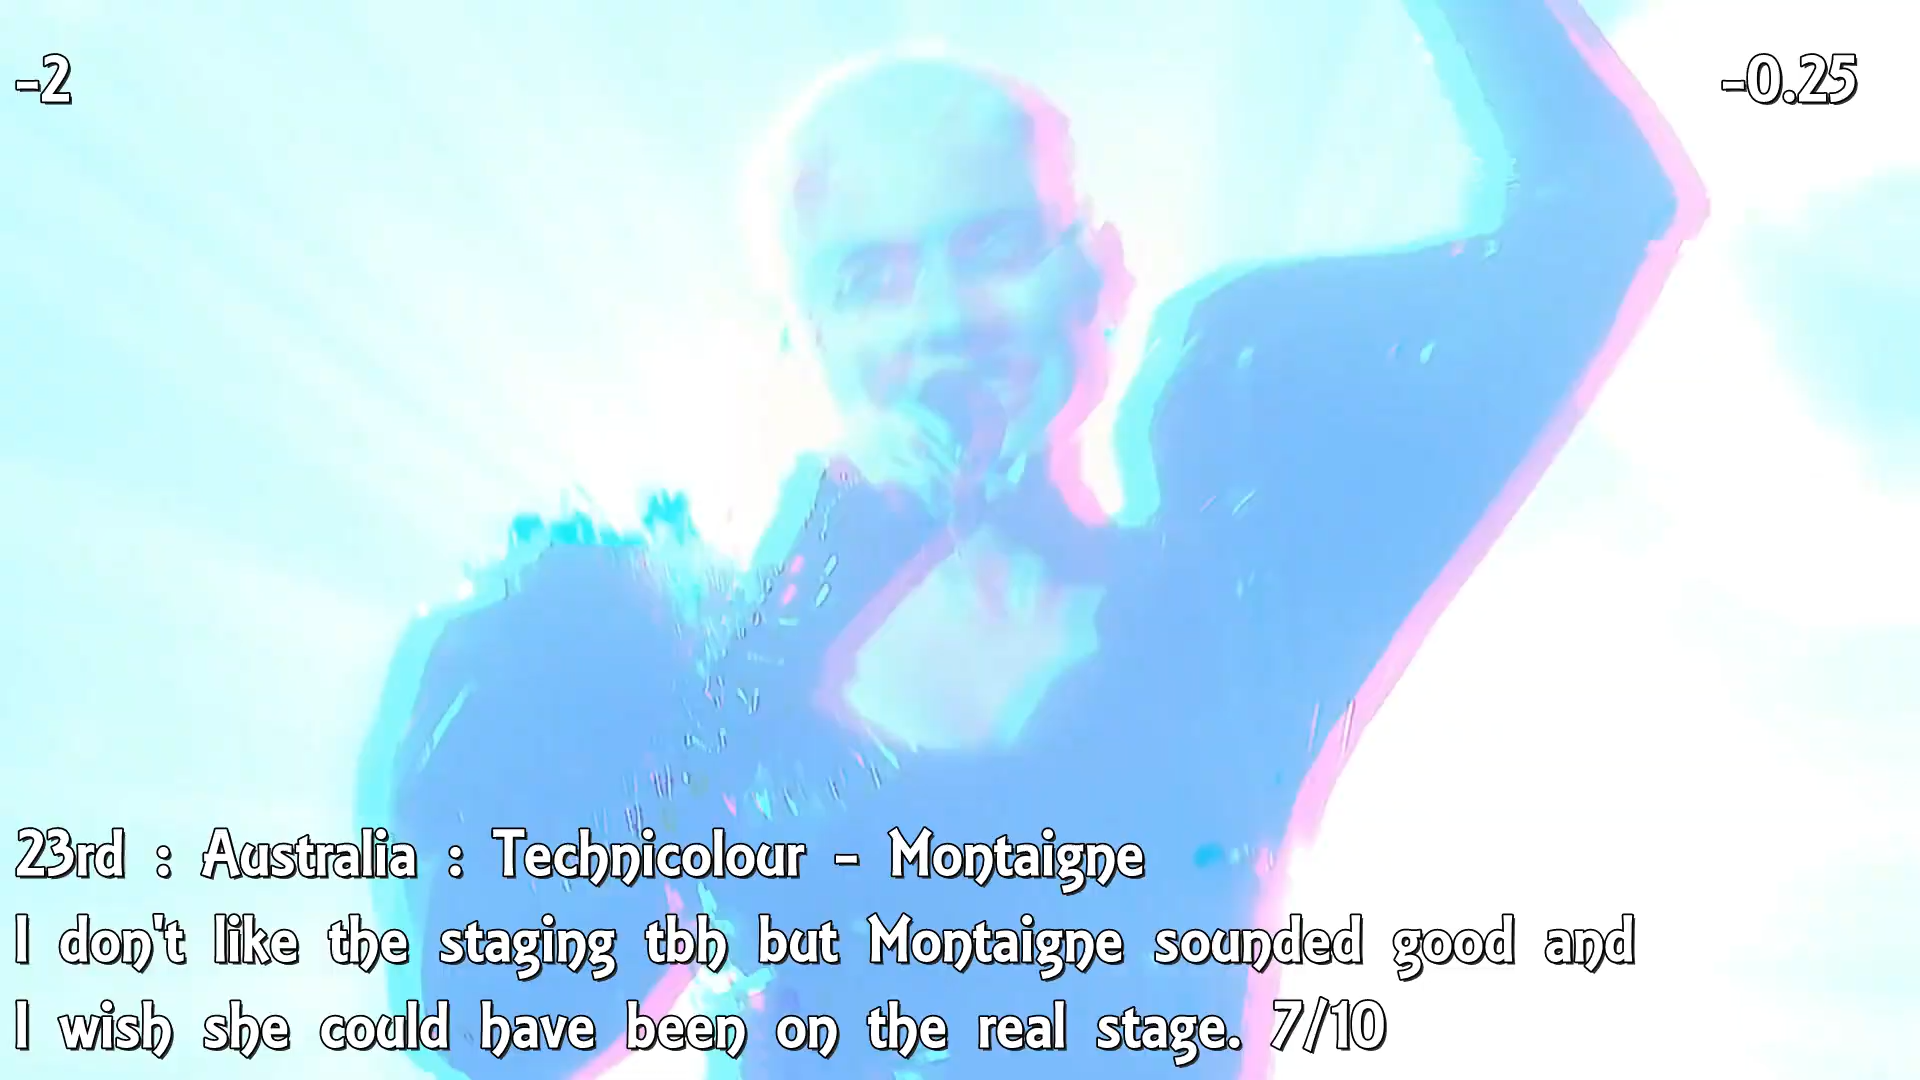 -2
-0.25
23rd : Australia : Technicolour - Montaigne
I don't like the staging tbh but Montaigne sounded good and
I wish she could have been on the real stage. 7/10